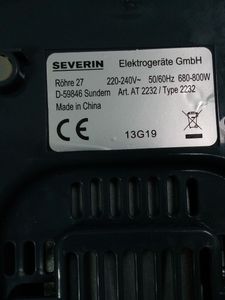 SEVERIN Elektrogeräte GmbH
Röhre 27 220-240V~ 50/60Hz 680-800W
D-59846 Sundern Art. AT 2232 / Type 2232
Made in China
CE
13G19